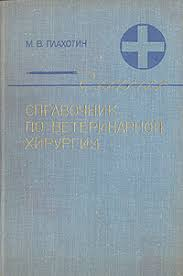 М. В. ПЛАХОТИН
СПРАВОЧНИК
ПО ВЕТЕРИНАРНОЙ
ХИРУРГИИ